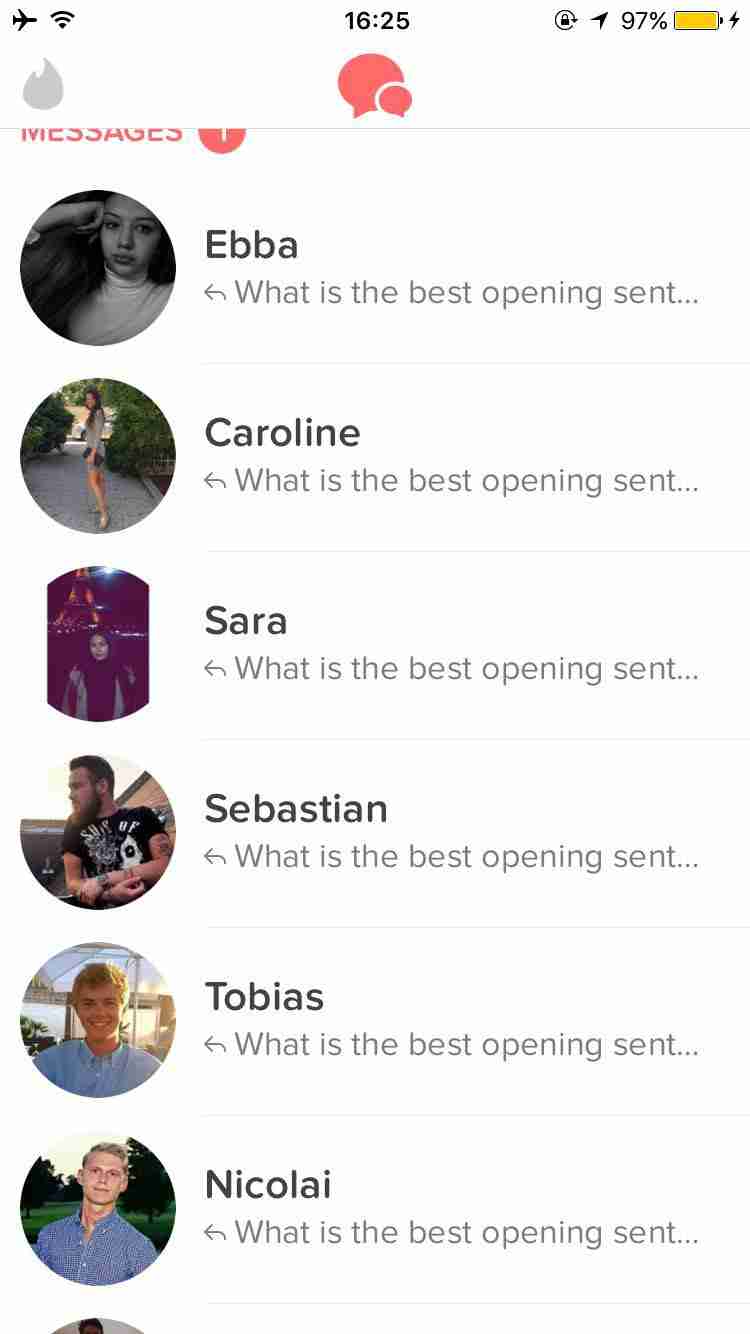 16:25
97%
MESSAGES 1
Ebba
What is the best opening sent...
Caroline
What is the best opening sent...
Sara
What is the best opening sent...
Sebastian
What is the best opening sent...
Tobias
What is the best opening sent...
Nicolai
What is the best opening sent...